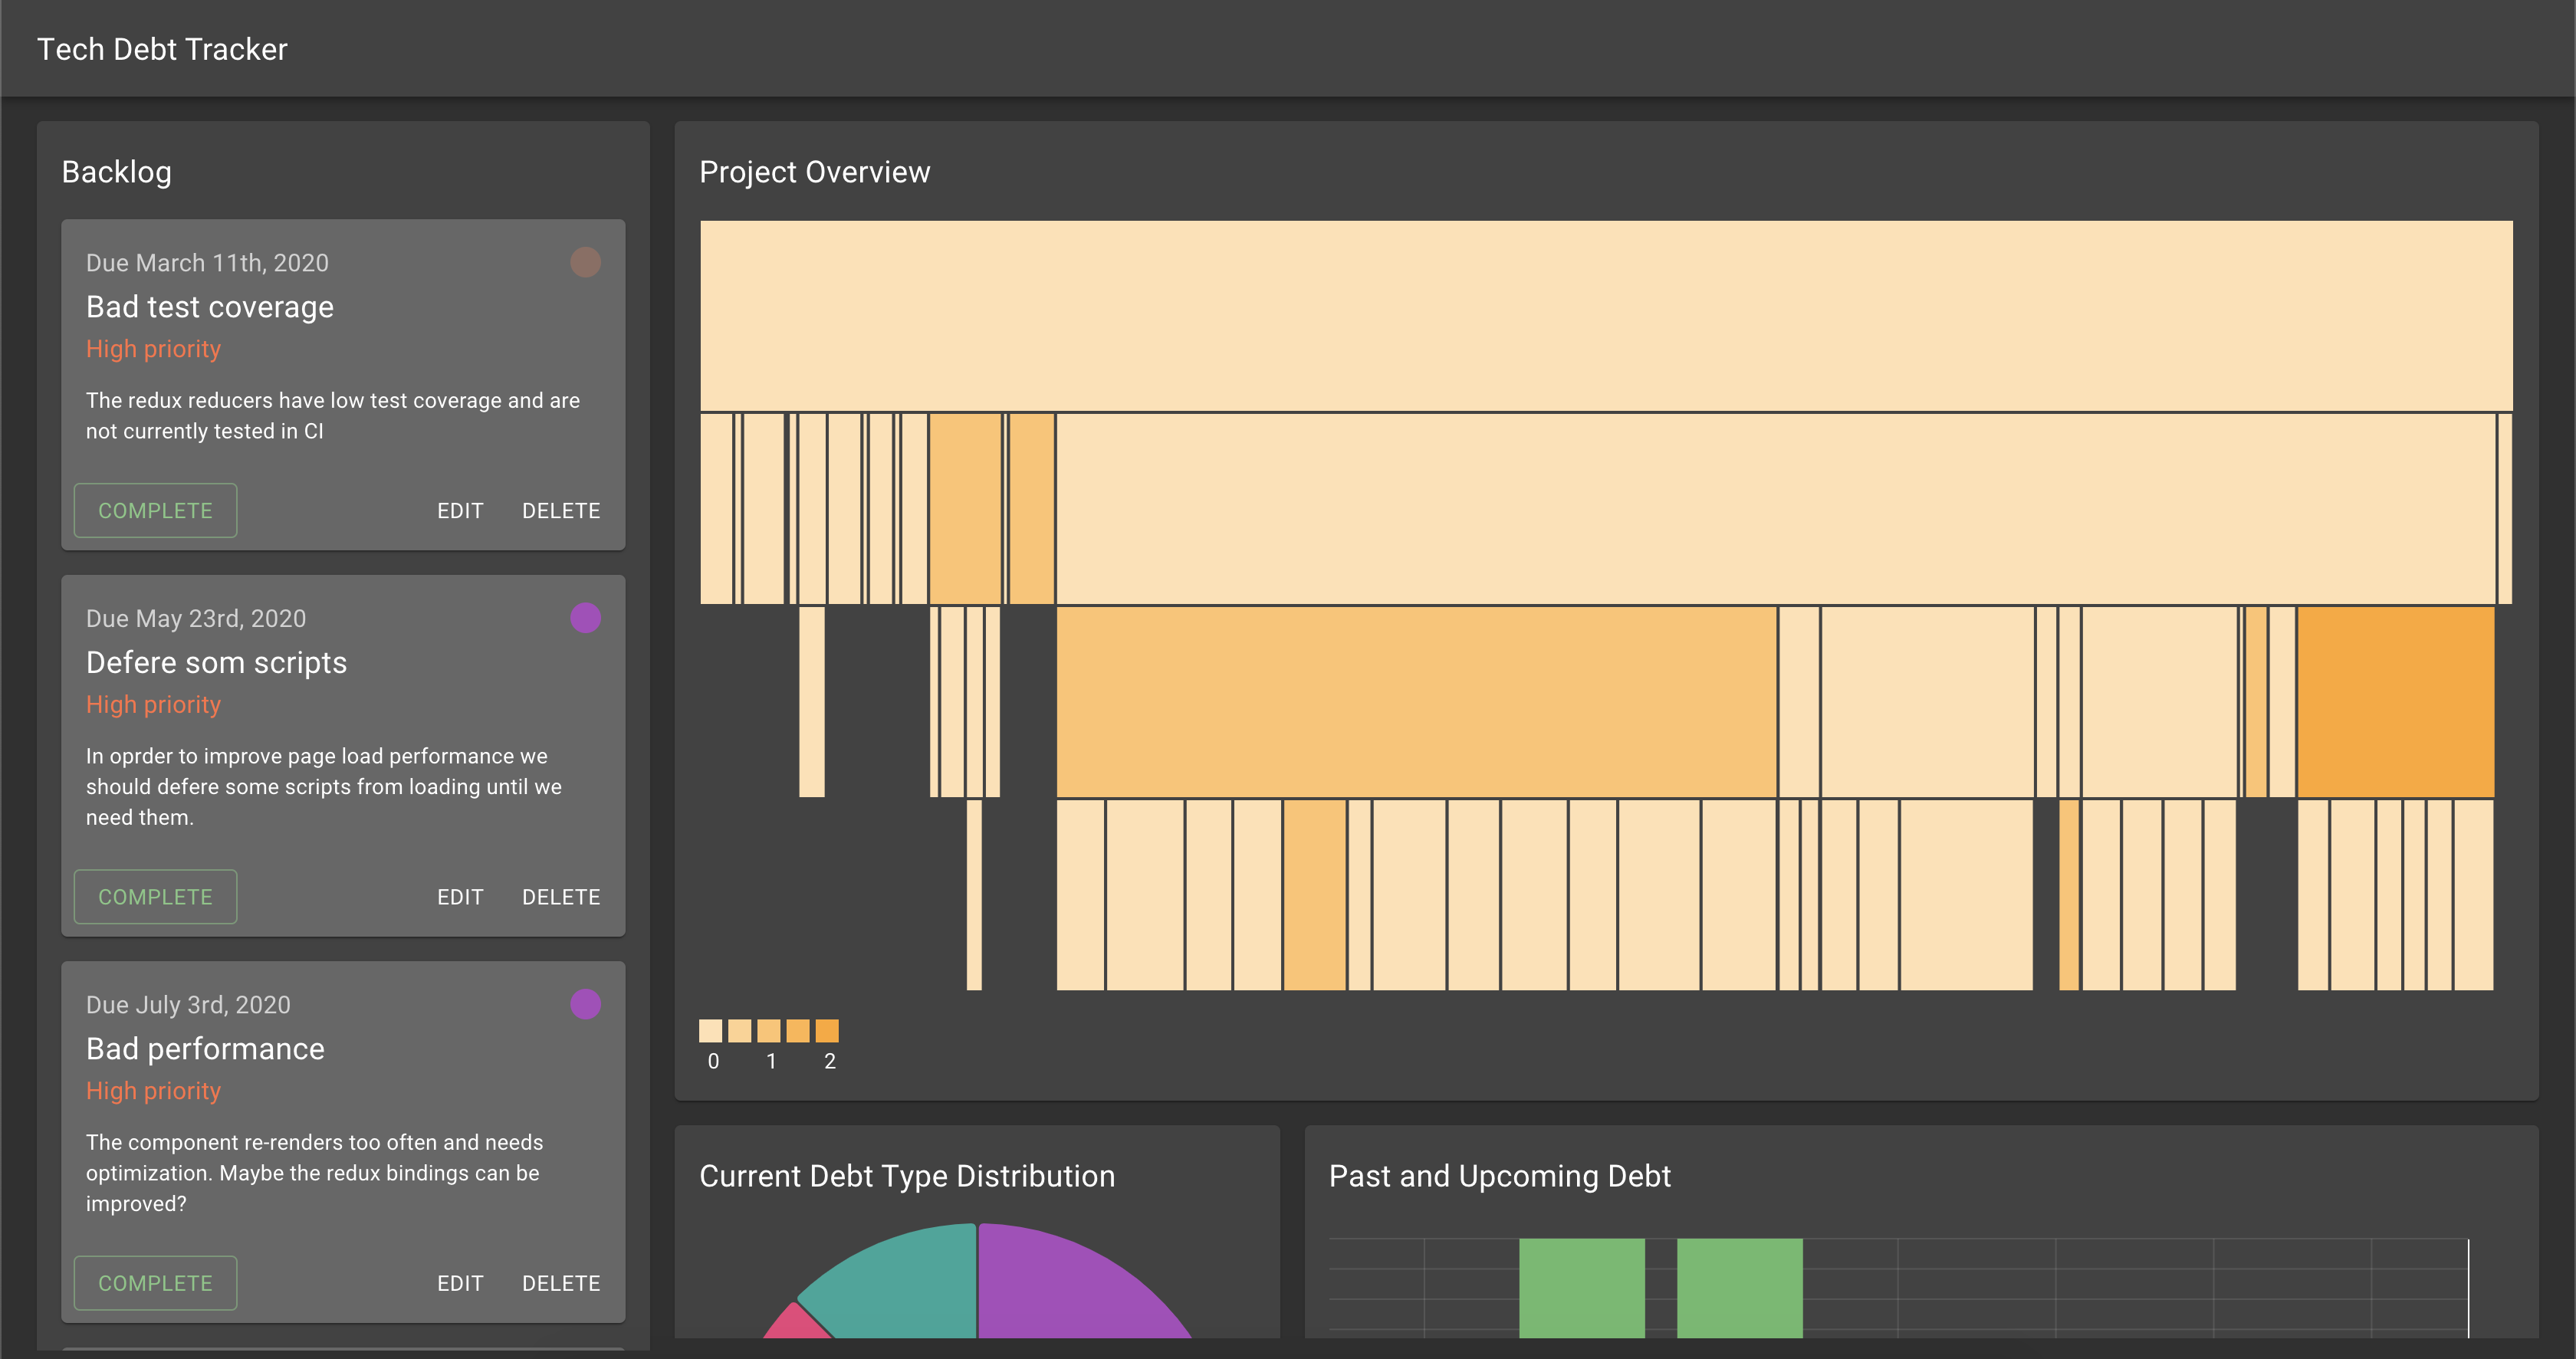 Tech Debt Tracker
Backlog
Due March 11th, 2020
Bad test coverage
High priority
The redux reducers have low test coverage and are
not currently tested in CI
COMPLETE EDIT DELETE
Due May 23rd, 2020
Defere som scripts
High priority
In oprder to improve page load performance we
should defere some scripts from loading until we
need them.
COMPLETE EDIT DELETE
Due July 3rd, 2020
Bad performance
High priority
The component re-renders too often and needs
optimization. Maybe the redux bindings can be
improved?
COMPLETE EDIT DELETE
Project Overview
0 1 2
Current Debt Type Distribution
Past and Upcoming Debt